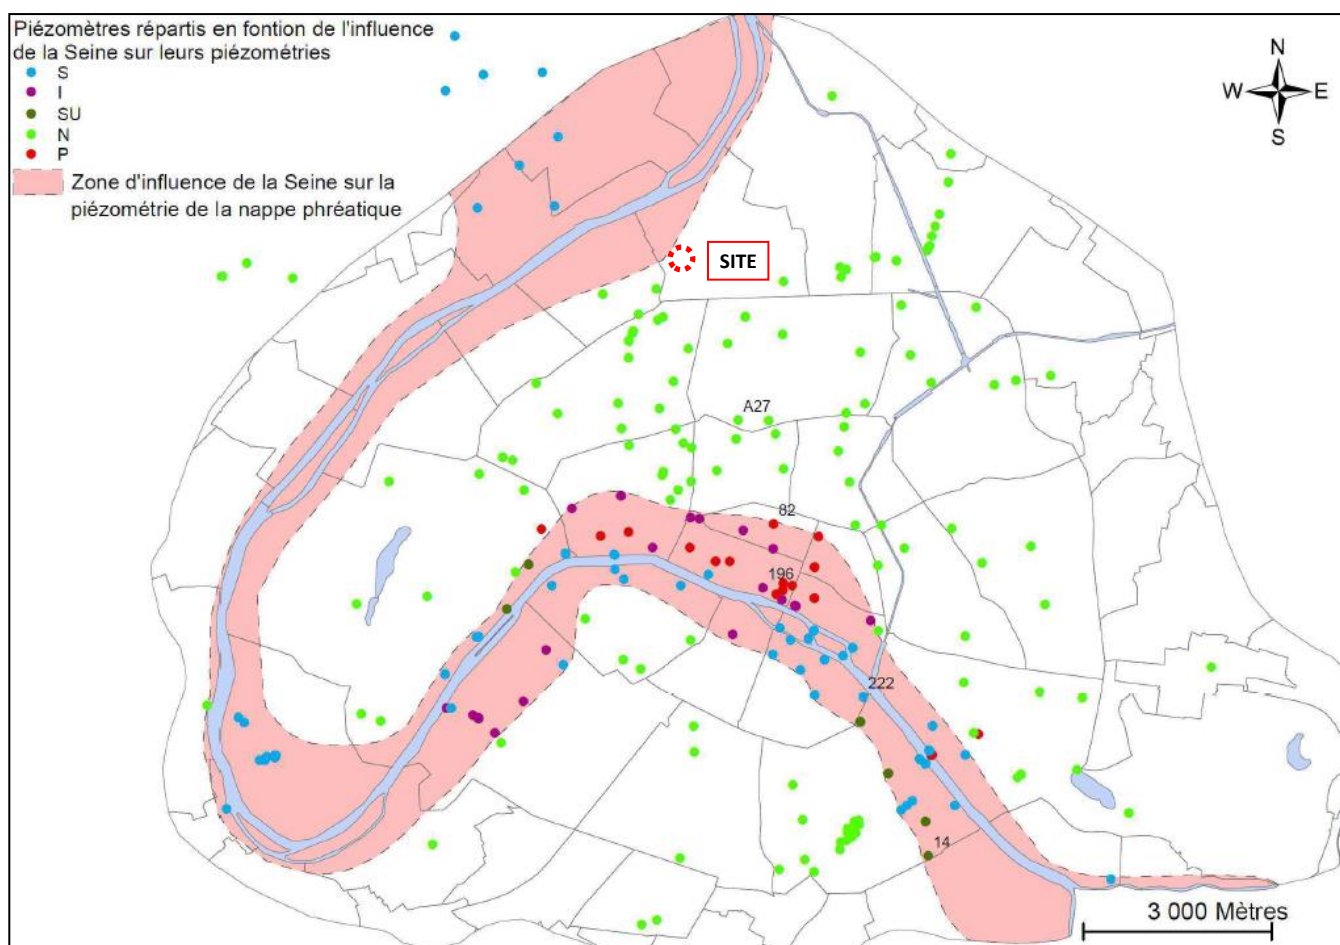 Piézomètres répartis en fontion de l'influence
de la Seine sur leurs piézométries
S
I
SU
N
P
Zone d'influence de la Seine sur la
piézométrie de la nappe phréatique
N
W E
S
SITE
A27
82
196
222
14
3 000 Mètres